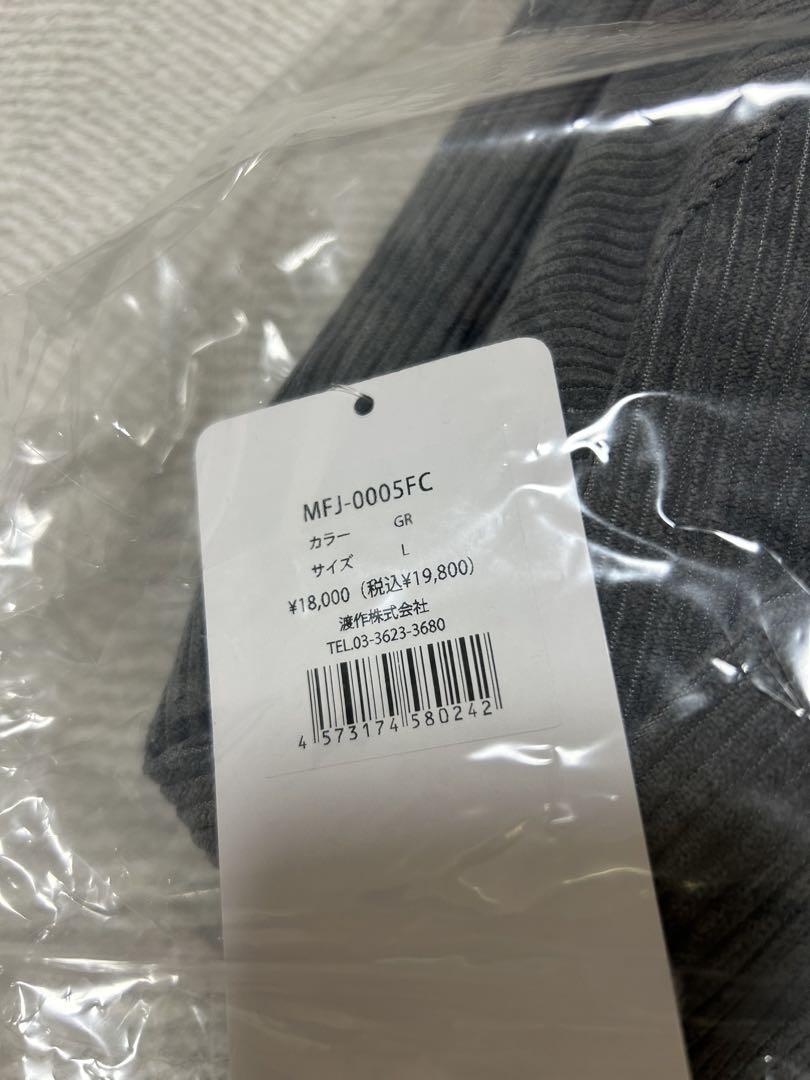 MFJ-0005FC
カラー GR
サイズ L
¥18,000（税込¥19,800）
渡作株式会社
TEL.03-3623-3680
4 573174 580242